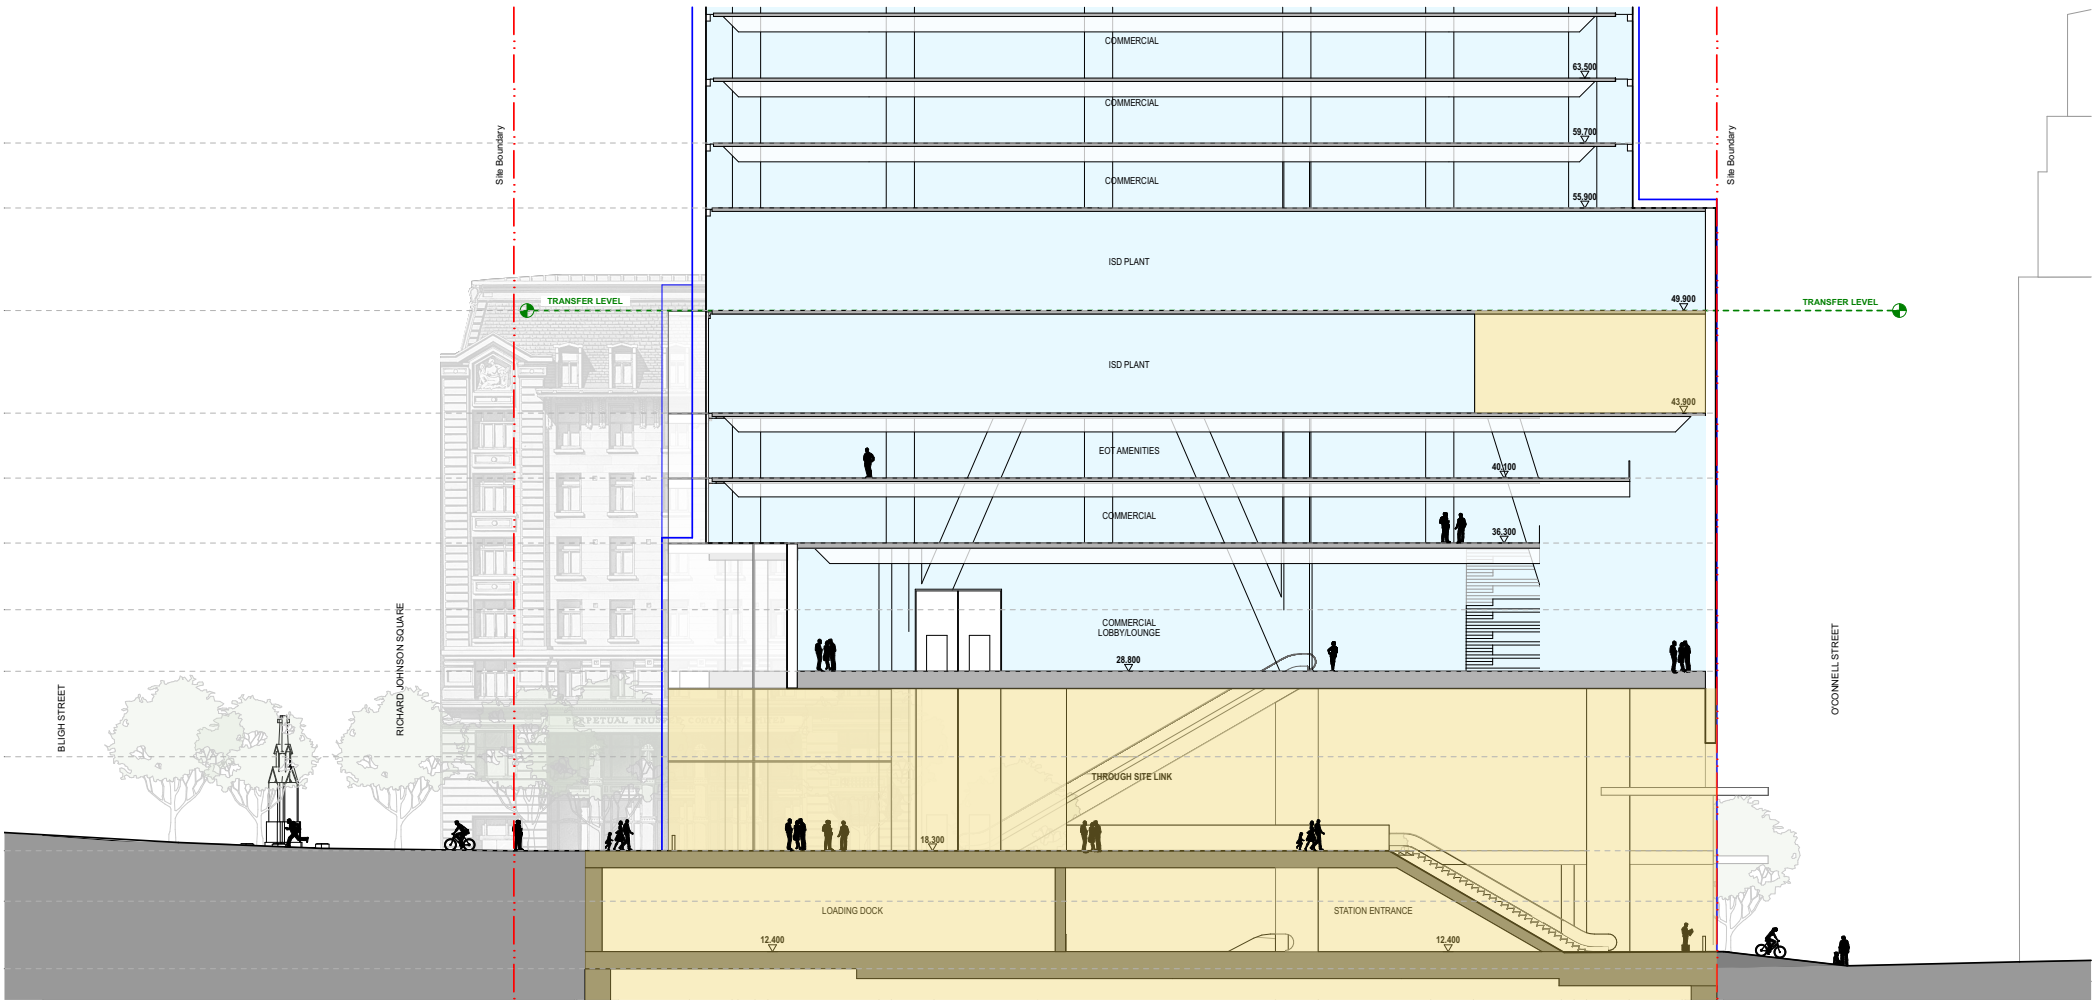 COMMERCIAL
63.500
COMMERCIAL
59.700
Site Boundary
Site Boundary
COMMERCIAL
55.900
ISD PLANT
TRANSFER LEVEL
49.900
TRANSFER LEVEL
ISD PLANT
43.900
EOT AMENITIES
40.100
COMMERCIAL
36.300
COMMERCIAL
LOBBY/LOUNGE
28.800
BLIGH STREET
RICHARD JOHNSON SQUARE
O'CONNELL STREET
PERPETUAL TRUS
THROUGH SITE LINK
18.300
LOADING DOCK
STATION ENTRANCE
12.400
12.400